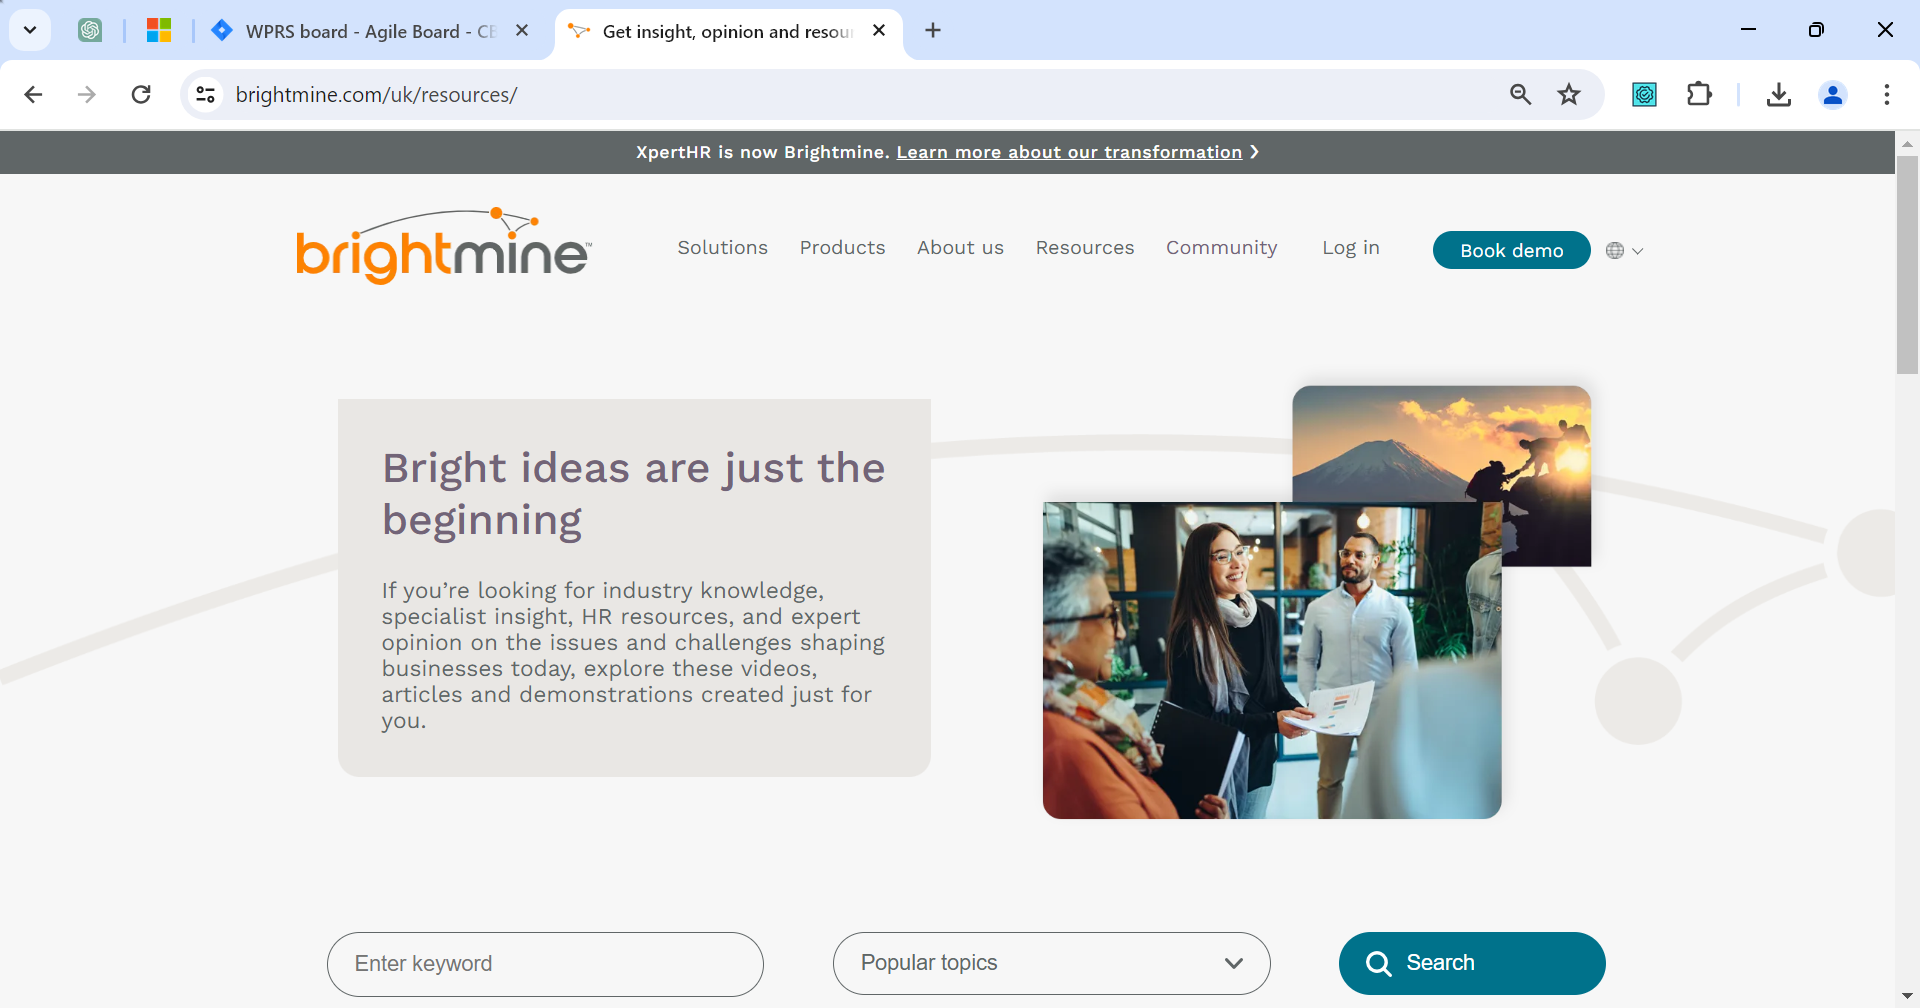 WPRS board - Agile Board - CB
Get insight, opinion and resou
brightmine.com/uk/resources/
XpertHR is now Brightmine. Learn more about our transformation ❯
brightmine™
Solutions Products About us Resources Community Log in Book demo
Bright ideas are just the
beginning
If you’re looking for industry knowledge,
specialist insight, HR resources, and expert
opinion on the issues and challenges shaping
businesses today, explore these videos,
articles and demonstrations created just for
you.
Enter keyword Popular topics Search